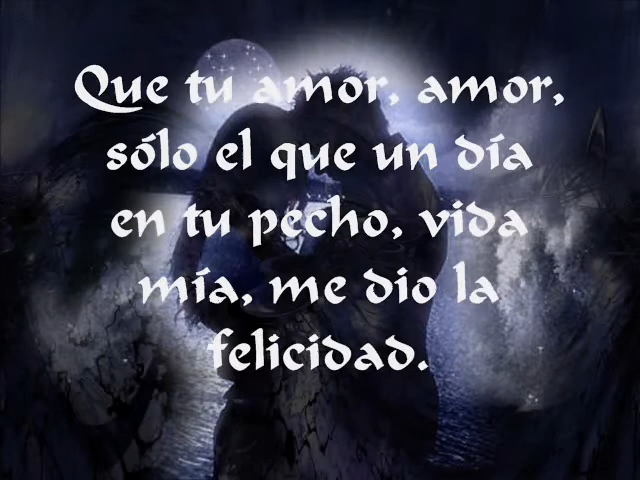 Que tu amor, amor,
sólo el que un día
en tu pecho, vida
mía, me dio la
felicidad.